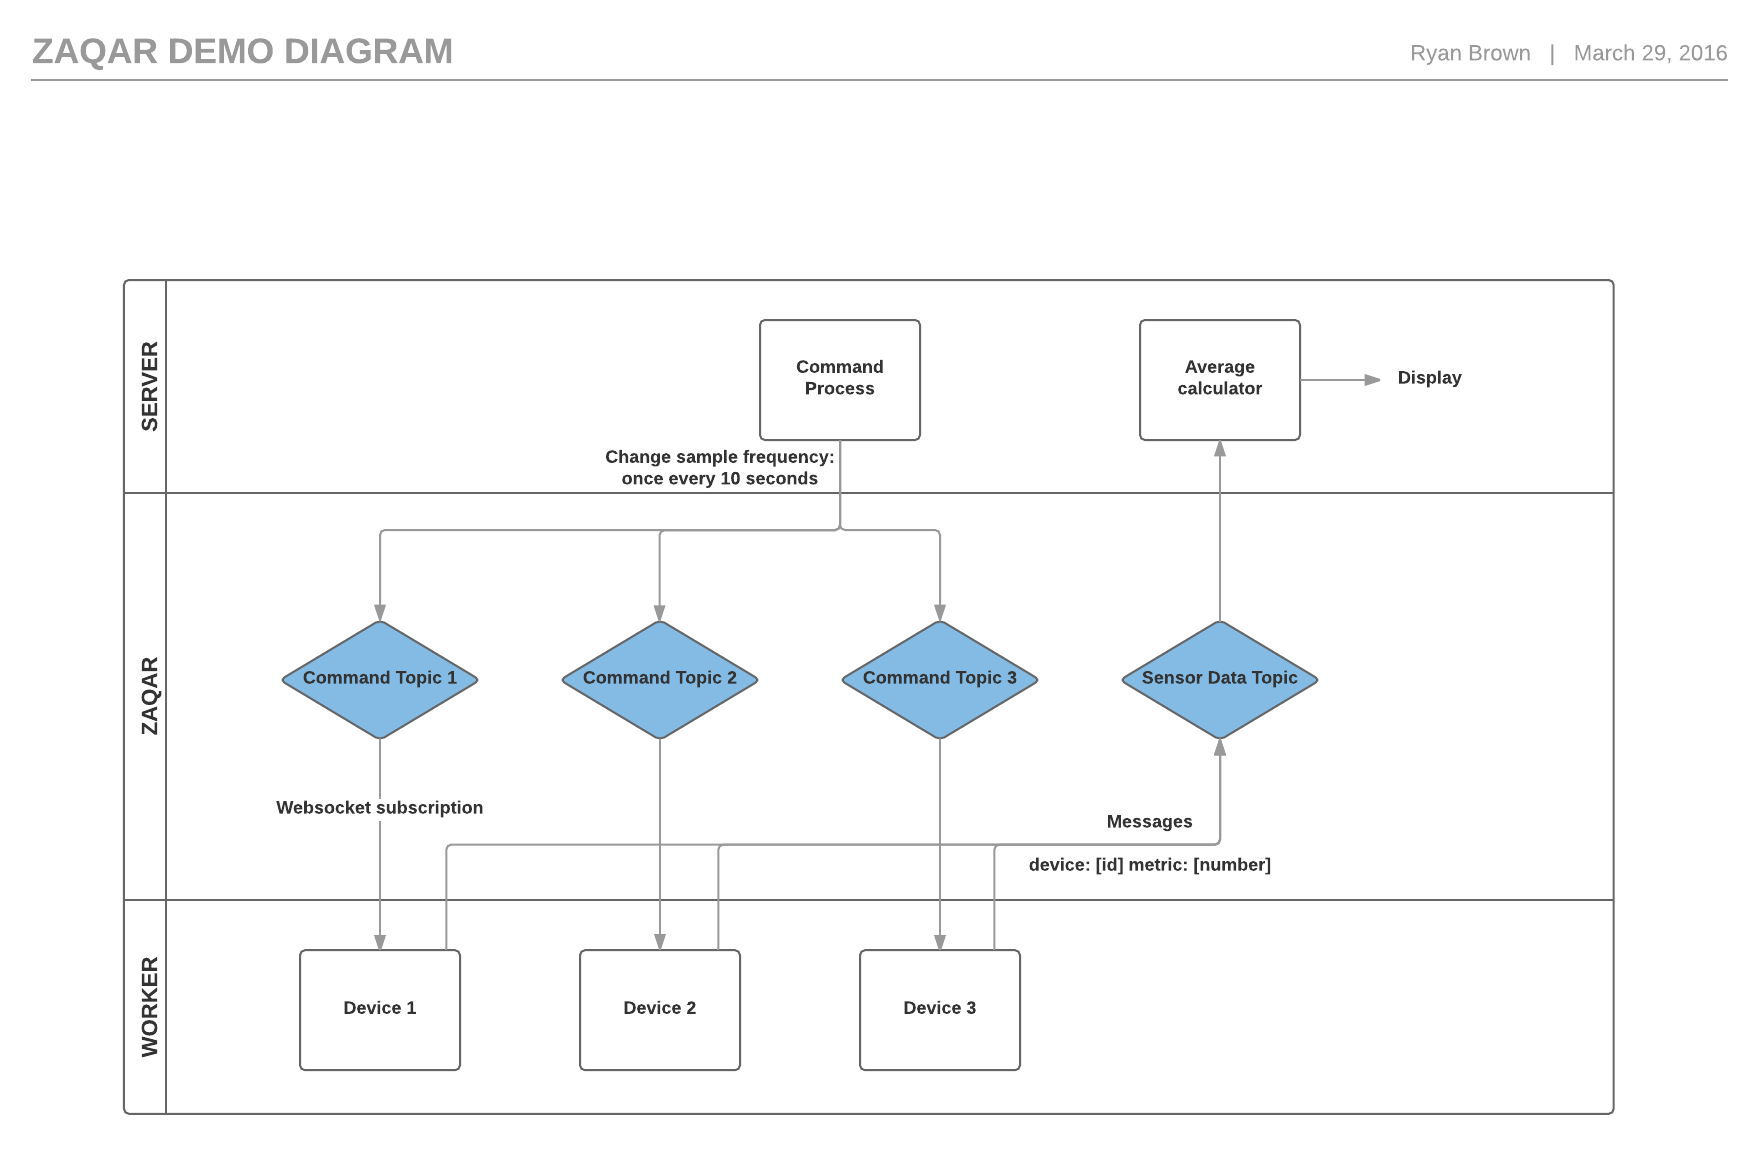 ZAQAR DEMO DIAGRAM
Ryan Brown | March 29, 2016
SERVER
Command
Process
Average
calculator
Display
Change sample frequency:
once every 10 seconds
ZAQAR
Command Topic 1
Command Topic 2
Command Topic 3
Sensor Data Topic
Websocket subscription
Messages
device: [id] metric: [number]
WORKER
Device 1
Device 2
Device 3